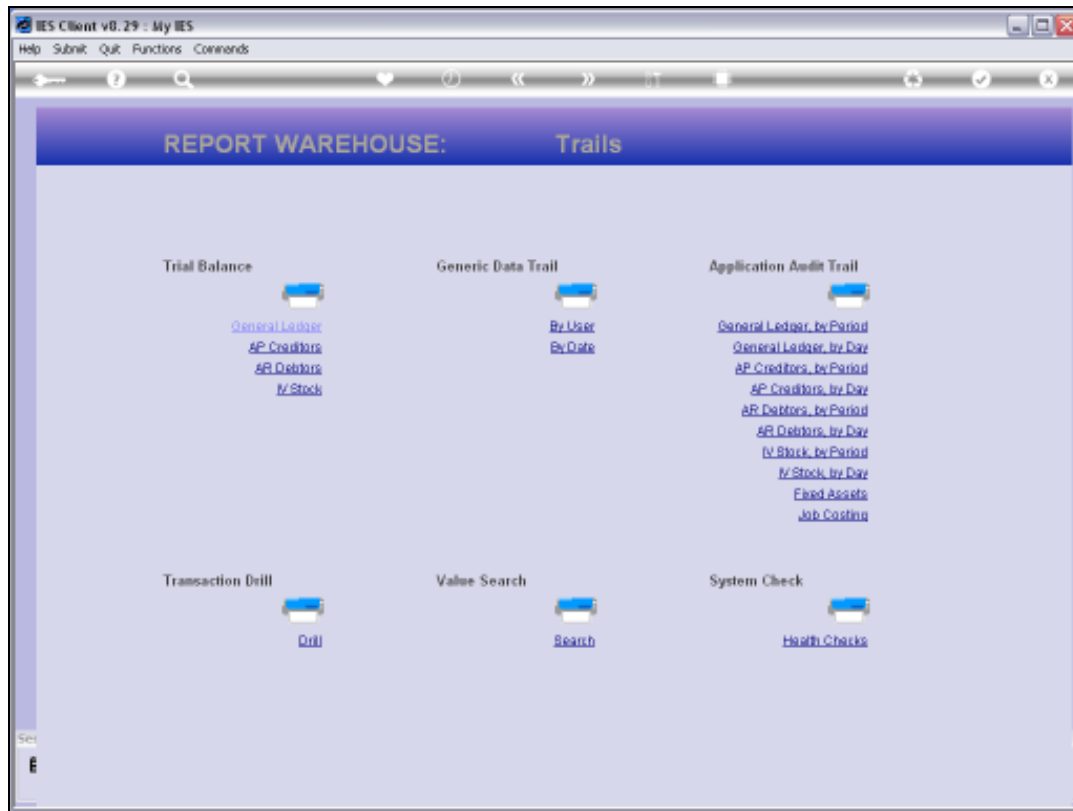 IES Client v8.29 : My IES
Help Submit Quit Functions Commands
REPORT WAREHOUSE: Trails
Trial Balance
General Ledger
AP Creditors
AR Debtors
IV Stock
Generic Data Trail
By User
By Date
Application Audit Trail
General Ledger, by Period
General Ledger, by Day
AP Creditors, by Period
AP Creditors, by Day
AR Debtors, by Period
AR Debtors, by Day
IV Stock, by Period
IV Stock, by Day
Fixed Assets
Job Costing
Transaction Drill
Drill
Value Search
Search
System Check
Health Checks